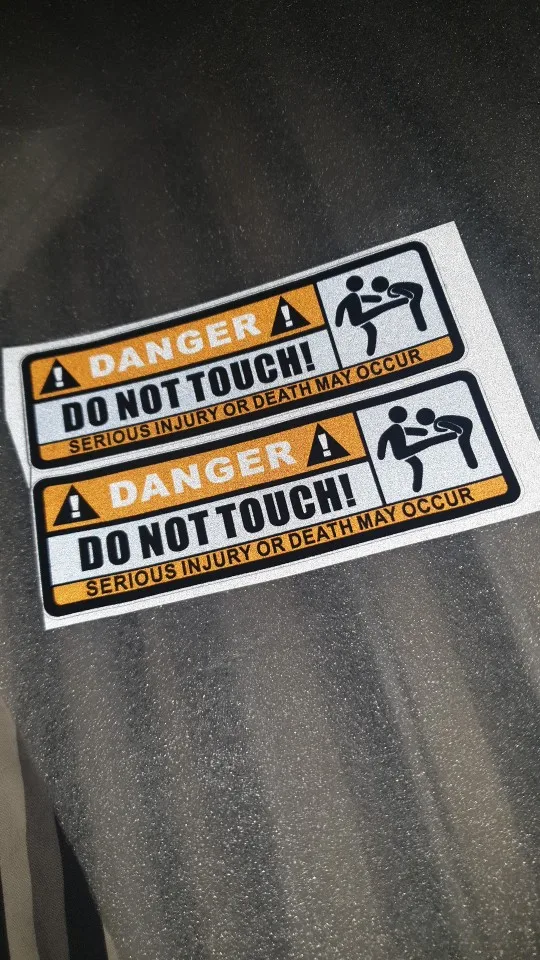 DANGER
DO NOT TOUCH!
SERIOUS INJURY OR DEATH MAY OCCUR
DANGER
DO NOT TOUCH!
SERIOUS INJURY OR DEATH MAY OCCUR